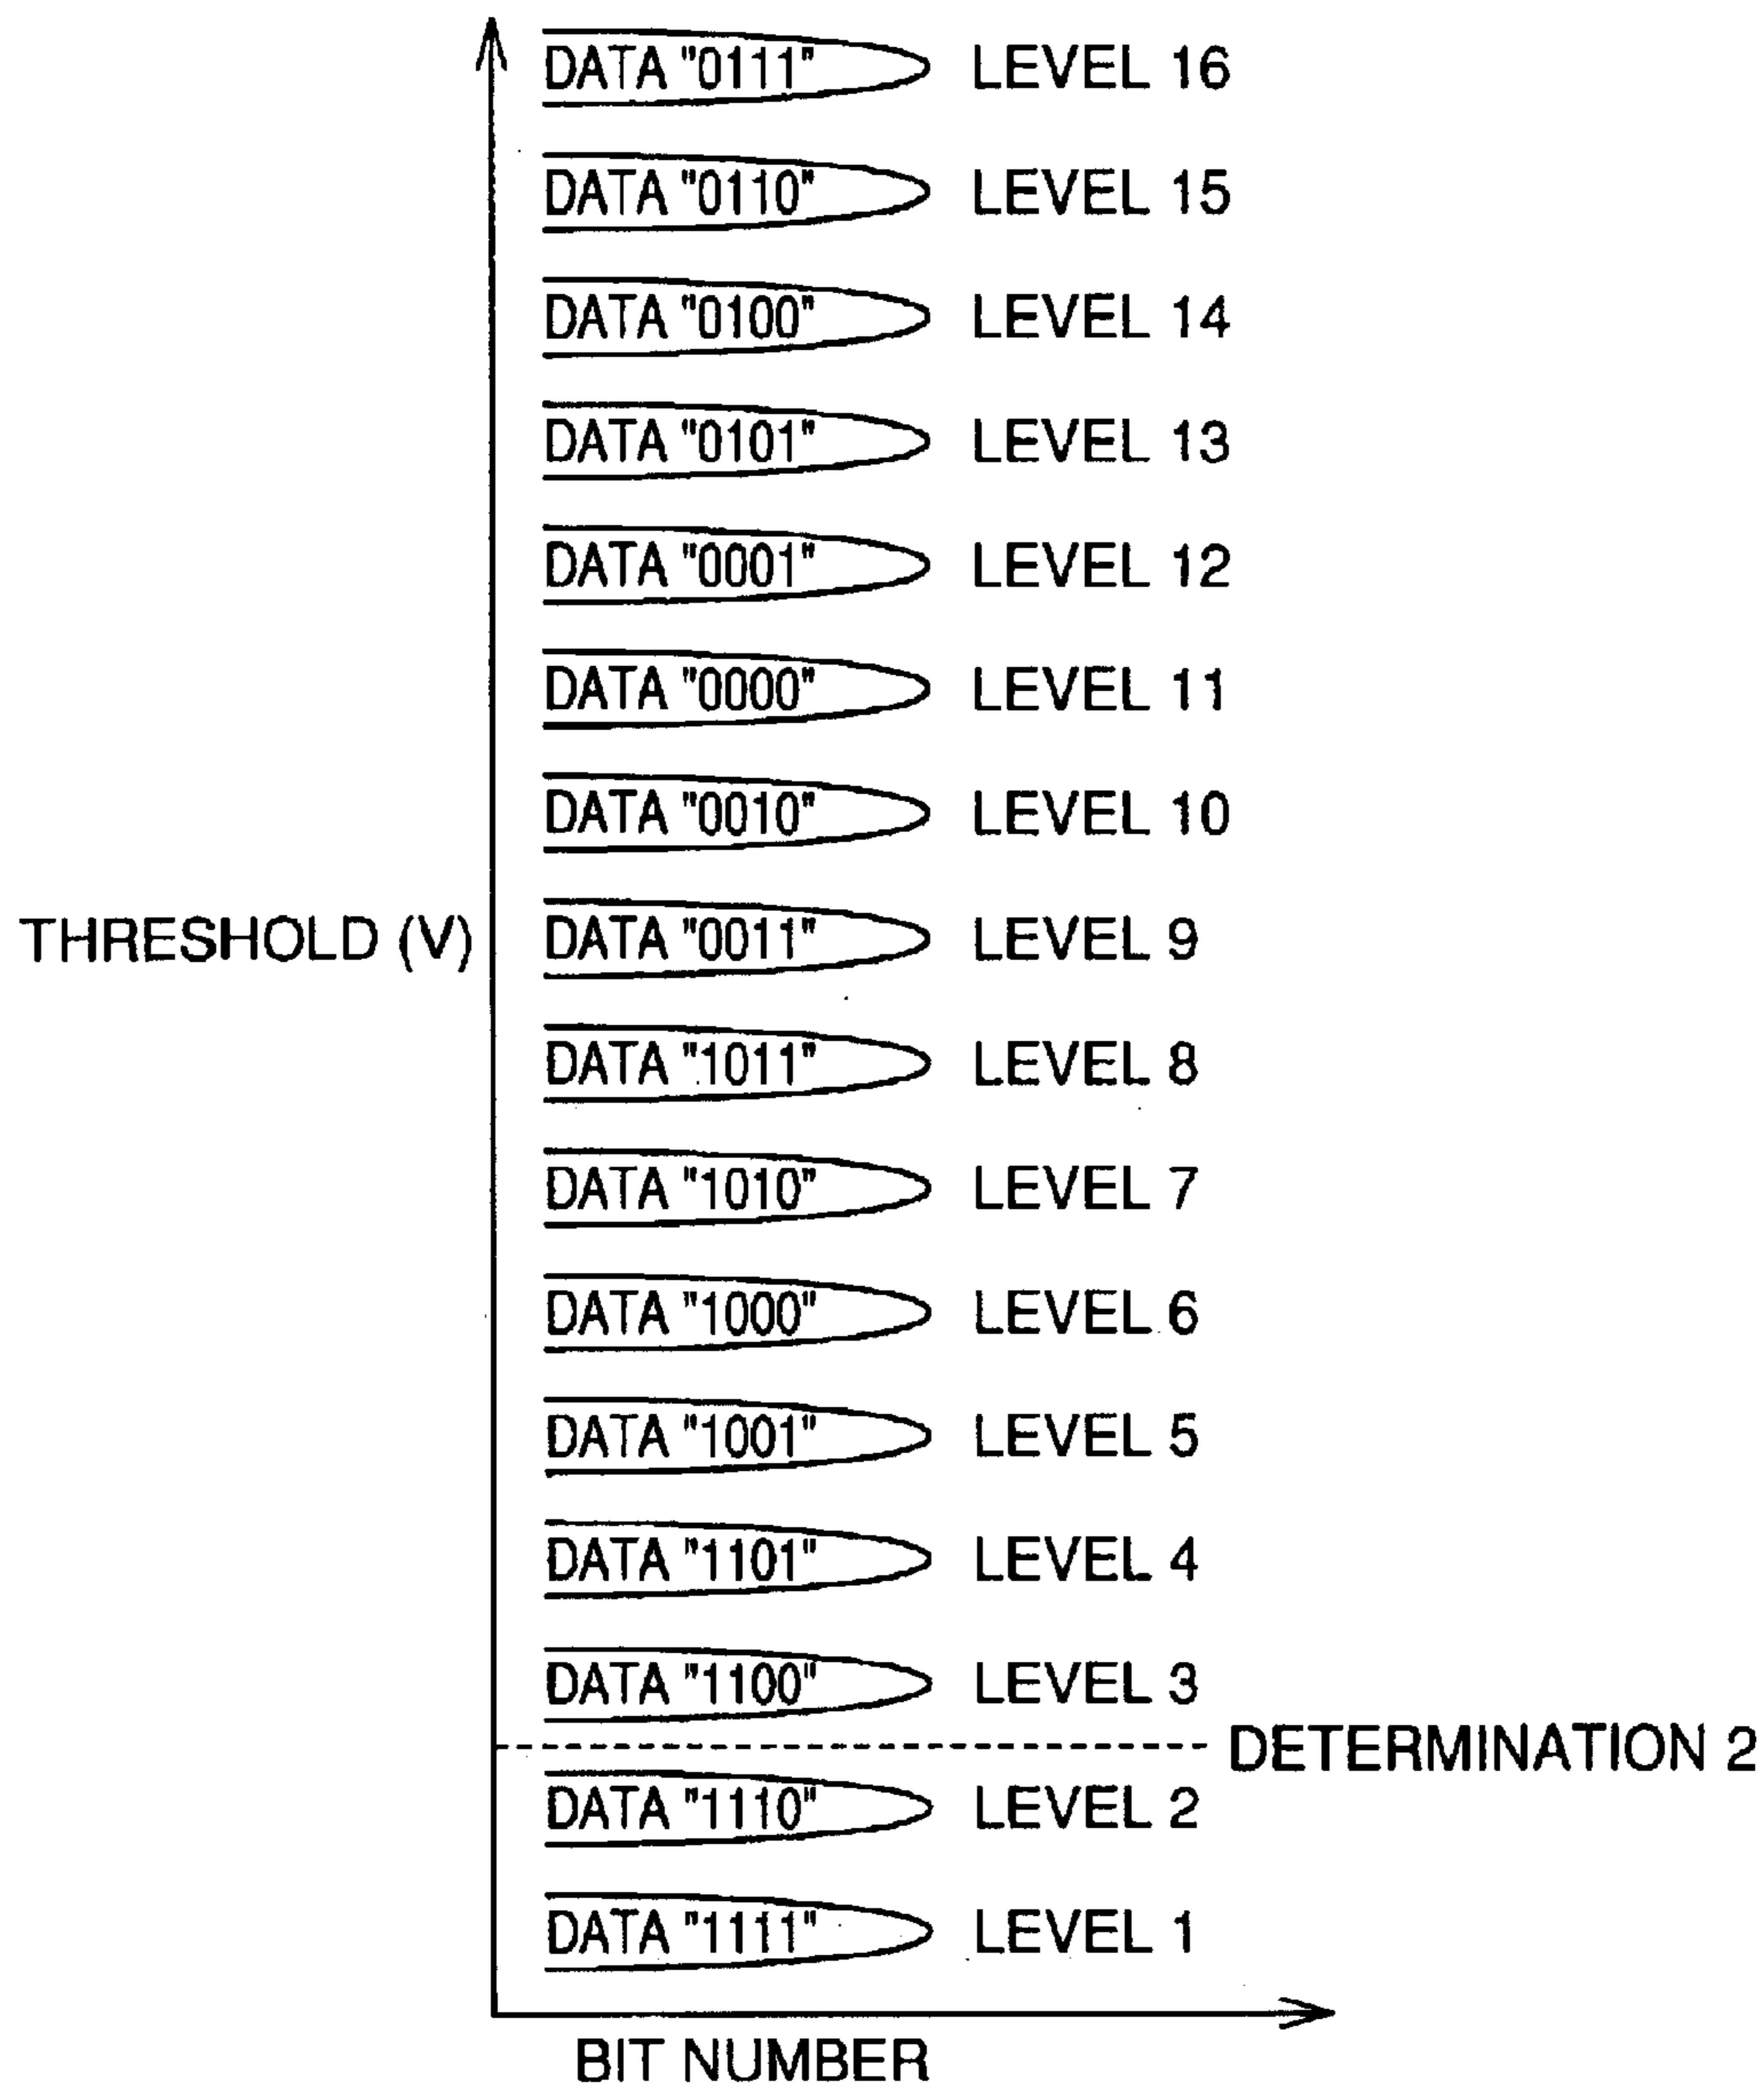 DATA "0111" LEVEL 16
DATA "0110" LEVEL 15
DATA "0100" LEVEL 14
DATA "0101" LEVEL 13
DATA "0001" LEVEL 12
DATA "0000" LEVEL 11
DATA "0010" LEVEL 10
THRESHOLD (V) DATA "0011" LEVEL 9
DATA "1011" LEVEL 8
DATA "1010" LEVEL 7
DATA "1000" LEVEL 6
DATA "1001" LEVEL 5
DATA "1101" LEVEL 4
DATA "1100" LEVEL 3
DETERMINATION 2
DATA "1110" LEVEL 2
DATA "1111" LEVEL 1
BIT NUMBER